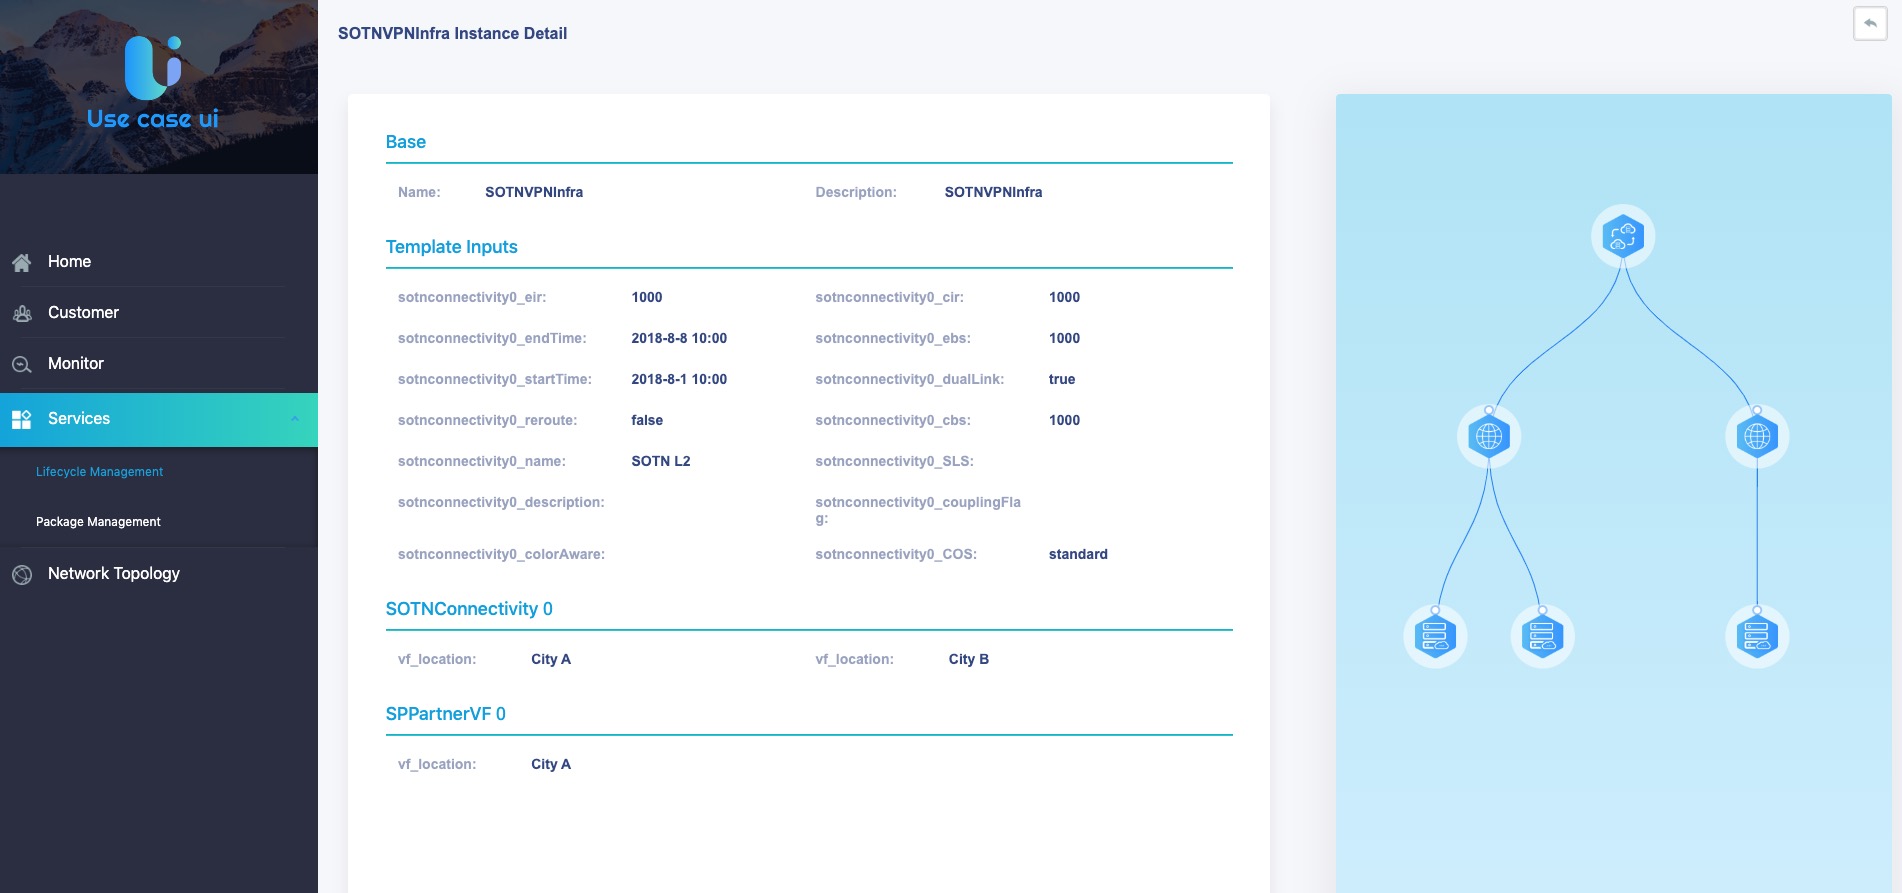 SOTNVPNInfra Instance Detail
Use case ui
Home
Customer
Monitor
Services
Lifecycle Management
Package Management
Network Topology
Base
Name: SOTNVPNInfra Description: SOTNVPNInfra
Template Inputs
sotnconnectivity0_eir: 1000 sotnconnectivity0_cir: 1000
sotnconnectivity0_endTime: 2018-8-8 10:00 sotnconnectivity0_ebs: 1000
sotnconnectivity0_startTime: 2018-8-1 10:00 sotnconnectivity0_dualLink: true
sotnconnectivity0_reroute: false sotnconnectivity0_cbs: 1000
sotnconnectivity0_name: SOTN L2 sotnconnectivity0_SLS:
sotnconnectivity0_description: sotnconnectivity0_couplingFla
g:
sotnconnectivity0_colorAware: sotnconnectivity0_COS: standard
SOTNConnectivity 0
vf_location: City A vf_location: City B
SPPartnerVF 0
vf_location: City A